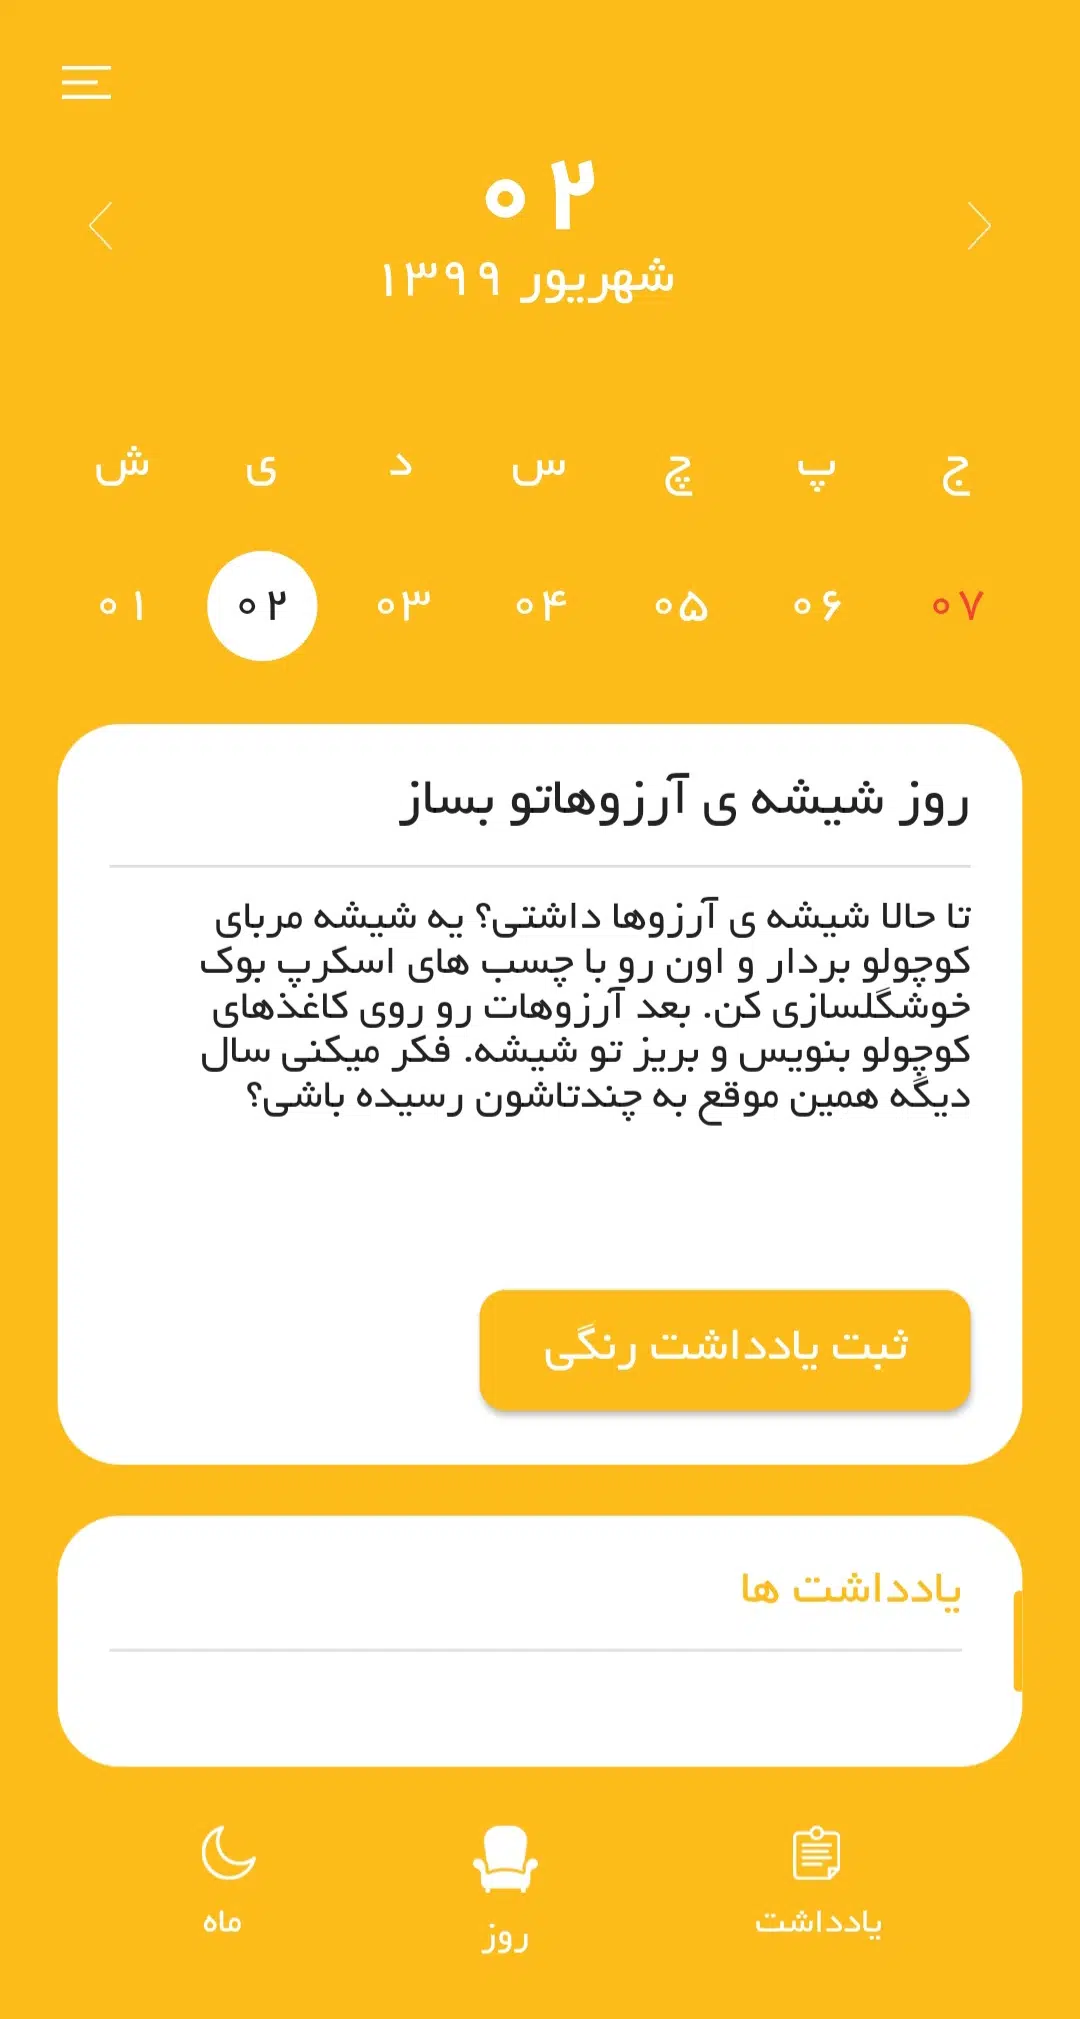 ۰۲
شهریور ۱۳۹۹
ش ی د س چ پ ج
۰۱ ۰۲ ۰۳ ۰۴ ۰۵ ۰۶ ۰۷
روز شیشه ی آرزوهاتو بساز
تا حالا شیشه ی آرزوها داشتی؟ یه شیشه مربای
کوچولو بردار و اون رو با چسب های اسکرپ بوک
خوشگلسازی کن. بعد آرزوهات رو روی کاغذهای
کوچولو بنویس و بریز تو شیشه. فکر میکنی سال
دیگه همین موقع به چندتاشون رسیده باشی؟
ثبت یادداشت رنگی
یادداشت ها
یادداشت روز ماه